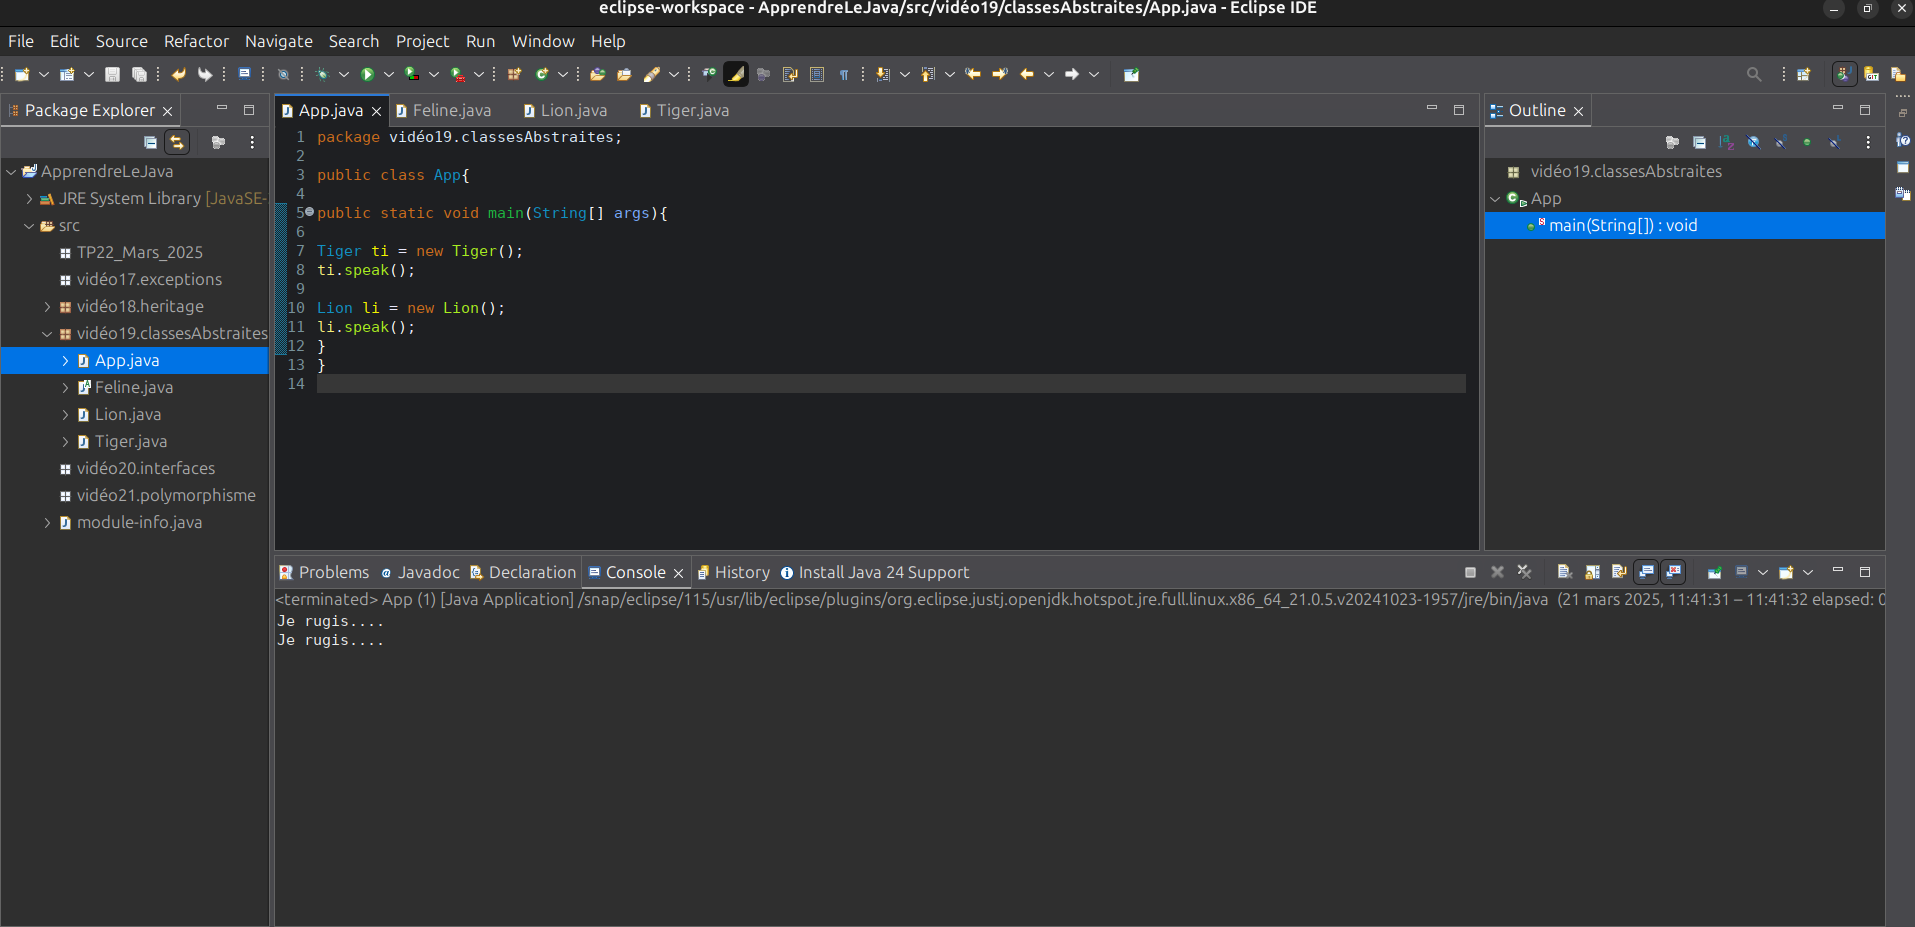 eclipse-workspace - ApprendreLeJava/src/vidéo19/classesAbstraites/App.java - Eclipse IDE
File Edit Source Refactor Navigate Search Project Run Window Help
Package Explorer
ApprendreLeJava
JRE System Library [JavaSE-
src
TP22_Mars_2025
vidéo17.exceptions
vidéo18.heritage
vidéo19.classesAbstraites
App.java
Feline.java
Lion.java
Tiger.java
vidéo20.interfaces
vidéo21.polymorphisme
module-info.java
App.java Feline.java Lion.java Tiger.java
1 package vidéo19.classesAbstraites;
2
3 public class App{
4
5 public static void main(String[] args){
6
7 Tiger ti = new Tiger();
8 ti.speak();
9
10 Lion li = new Lion();
11 li.speak();
12 }
13 }
14
Outline
vidéo19.classesAbstraites
App
main(String[]) : void
Problems Javadoc Declaration Console History Install Java 24 Support
<terminated> App (1) [Java Application] /snap/eclipse/115/usr/lib/eclipse/plugins/org.eclipse.justj.openjdk.hotspot.jre.full.linux.x86_64_21.0.5.v20241023-1957/jre/bin/java (21 mars 2025, 11:41:31 – 11:41:32 elapsed: 0
Je rugis....
Je rugis....